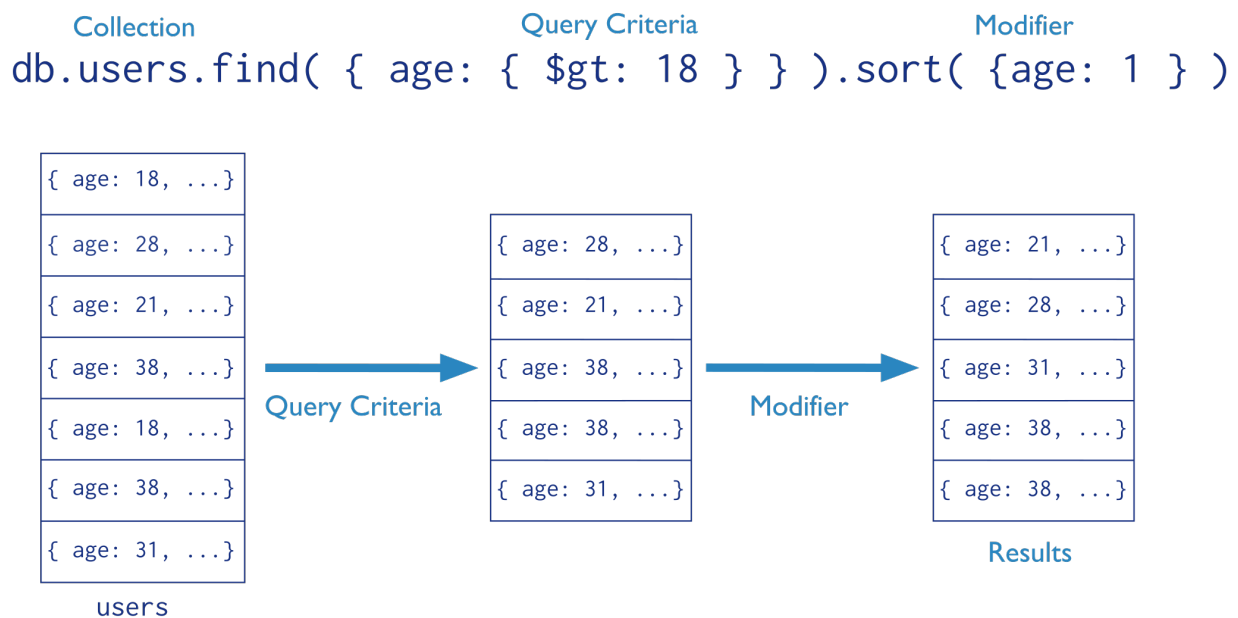 Collection Query Criteria Modifier
db.users.find( { age: { $gt: 18 } } ).sort( {age: 1 } )
{ age: 18, ...}
{ age: 28, ...}
{ age: 21, ...}
{ age: 38, ...}
{ age: 18, ...}
{ age: 38, ...}
{ age: 31, ...}
users
Query Criteria
{ age: 28, ...}
{ age: 21, ...}
{ age: 38, ...}
{ age: 38, ...}
{ age: 31, ...}
Modifier
{ age: 21, ...}
{ age: 28, ...}
{ age: 31, ...}
{ age: 38, ...}
{ age: 38, ...}
Results